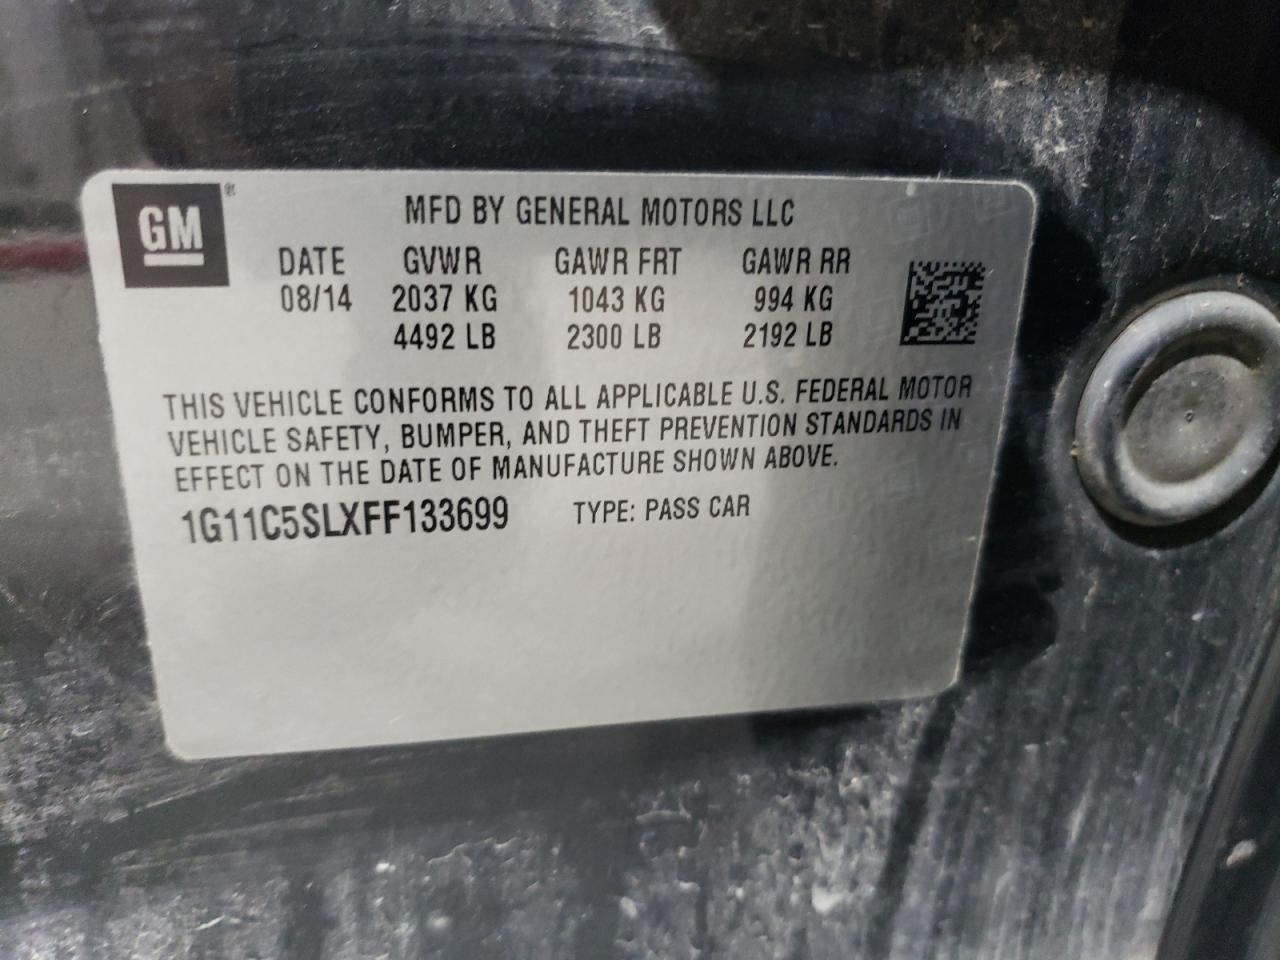 GM®
MFD BY GENERAL MOTORS LLC
DATE GVWR GAWR FRT GAWR RR
08/14 2037 KG 1043 KG 994 KG
4492 LB 2300 LB 2192 LB
THIS VEHICLE CONFORMS TO ALL APPLICABLE U.S. FEDERAL MOTOR
VEHICLE SAFETY, BUMPER, AND THEFT PREVENTION STANDARDS IN
EFFECT ON THE DATE OF MANUFACTURE SHOWN ABOVE.
1G11C5SLXFF133699 TYPE: PASS CAR